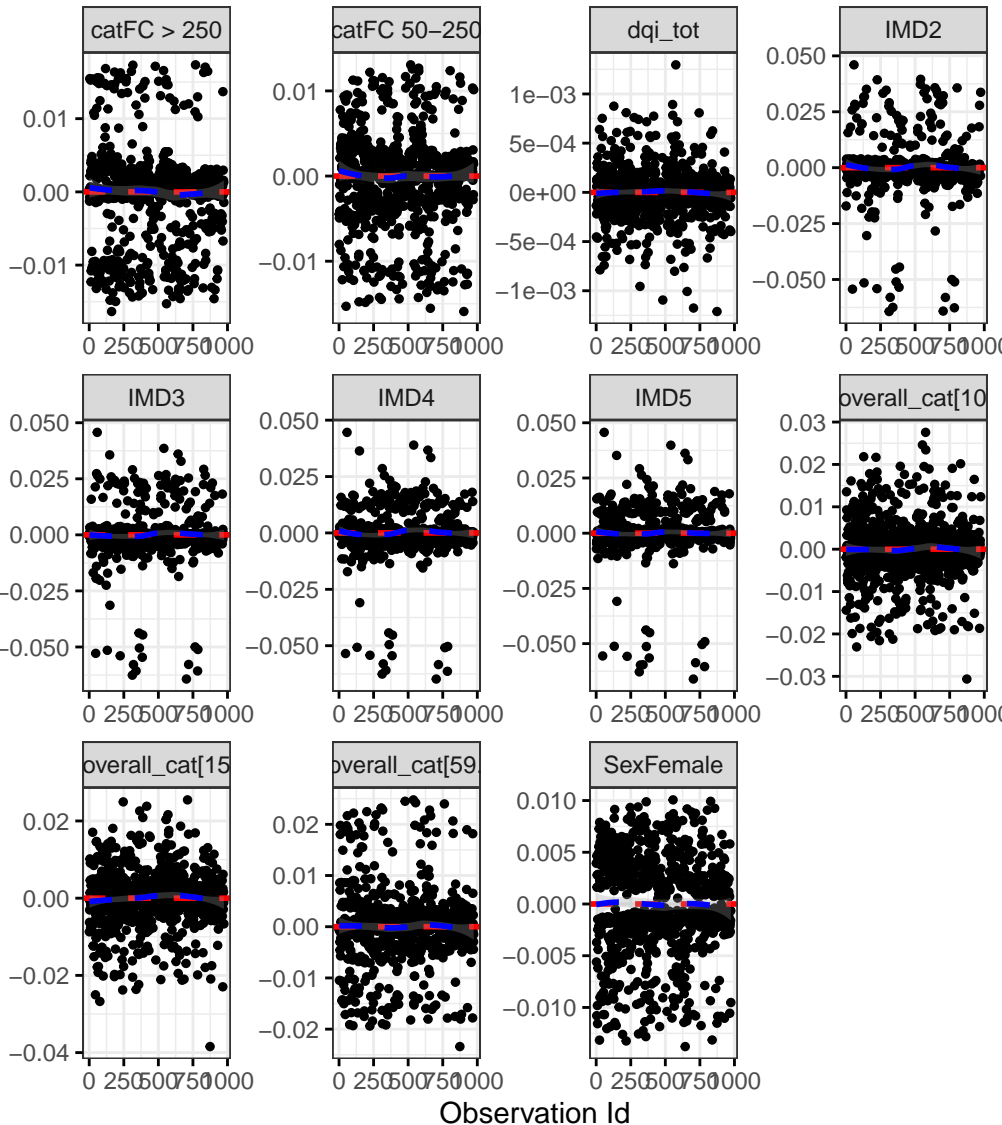 catFC > 250 catFC 50−250 dqi_tot IMD2
0.01 0.00 −0.01
0.01 0.00 −0.01
1e−03 5e−04 0e+00 −5e−04 −1e−03
0.050 0.025 0.000 −0.025 −0.050
0 250 500 750 1000 0 250 500 750 1000 0 250 500 750 1000 0 250 500 750 1000
IMD3 IMD4 IMD5 overall_cat[10
0.050 0.025 0.000 −0.025 −0.050
0.050 0.025 0.000 −0.025 −0.050
0.050 0.025 0.000 −0.025 −0.050
0.03 0.02 0.01 0.00 −0.01 −0.02 −0.03
0 250 500 750 1000 0 250 500 750 1000 0 250 500 750 1000 0 250 500 750 1000
overall_cat[15 overall_cat[59. SexFemale
0.02 0.00 −0.02 −0.04
0.02 0.01 0.00 −0.01 −0.02
0.010 0.005 0.000 −0.005 −0.010
0 250 500 750 1000 0 250 500 750 1000 0 250 500 750 1000
Observation Id